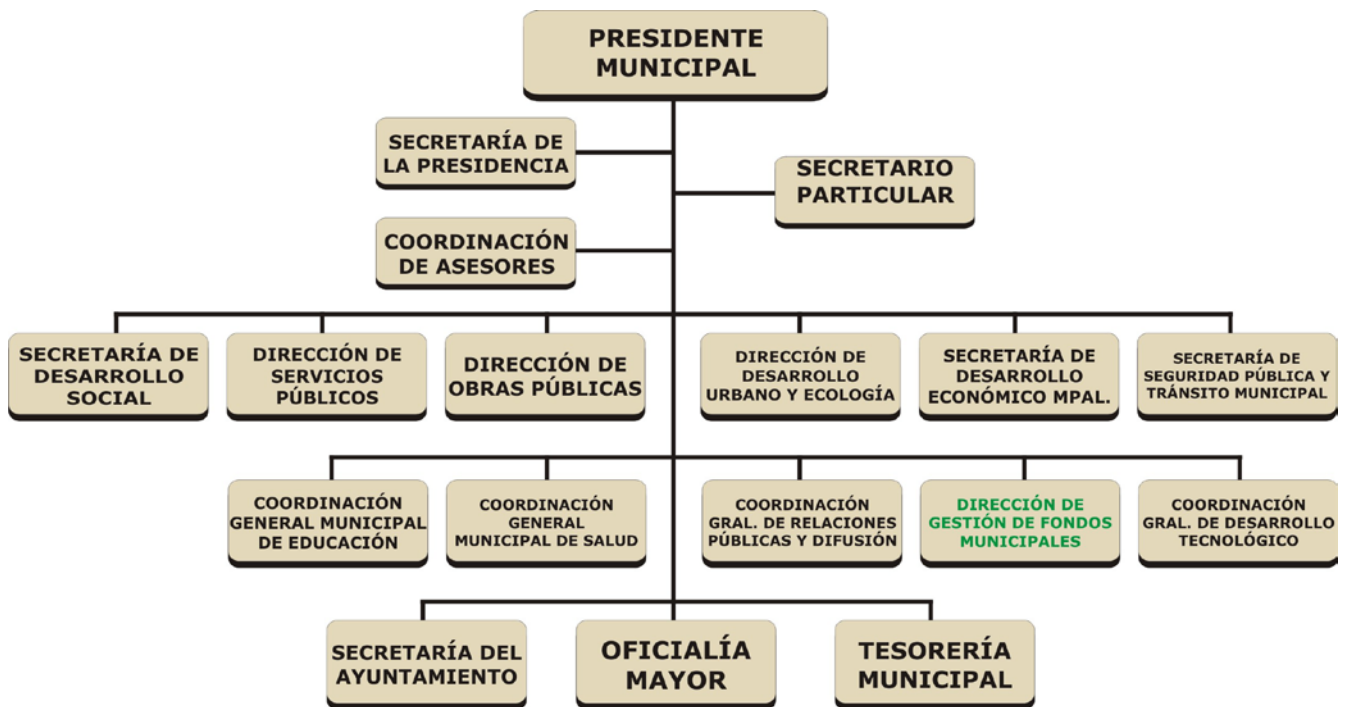 PRESIDENTE
MUNICIPAL
SECRETARÍA DE
LA PRESIDENCIA
SECRETARIO
PARTICULAR
COORDINACIÓN
DE ASESORES
SECRETARÍA DE
DESARROLLO
SOCIAL
DIRECCIÓN DE
SERVICIOS
PÚBLICOS
DIRECCIÓN DE
OBRAS PÚBLICAS
DIRECCIÓN DE
DESARROLLO
URBANO Y ECOLOGÍA
SECRETARÍA DE
DESARROLLO
ECONÓMICO MPAL.
SECRETARÍA DE
SEGURIDAD PÚBLICA Y
TRÁNSITO MUNICIPAL
COORDINACIÓN
GENERAL MUNICIPAL
DE EDUCACIÓN
COORDINACIÓN
GENERAL
MUNICIPAL DE SALUD
COORDINACIÓN
GRAL. DE RELACIONES
PÚBLICAS Y DIFUSIÓN
DIRECCIÓN DE
GESTIÓN DE FONDOS
MUNICIPALES
COORDINACIÓN
GRAL. DE DESARROLLO
TECNOLÓGICO
SECRETARÍA DEL
AYUNTAMIENTO
OFICIALÍA
MAYOR
TESORERÍA
MUNICIPAL